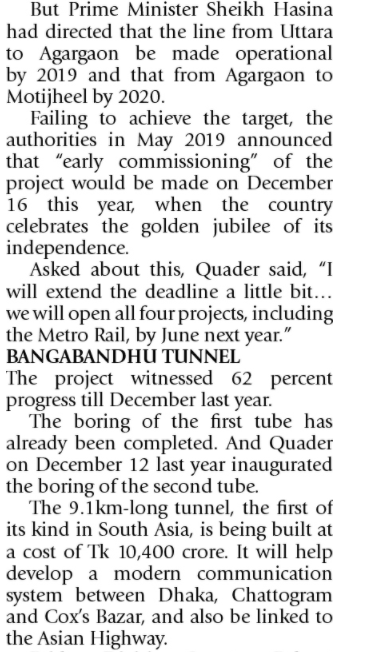 But Prime Minister Sheikh Hasina
had directed that the line from Uttara
to Agargaon be made operational
by 2019 and that from Agargaon to
Motijheel by 2020.
Failing to achieve the target, the
authorities in May 2019 announced
that “early commissioning” of the
project would be made on December
16 this year, when the country
celebrates the golden jubilee of its
independence.
Asked about this, Quader said, “I
will extend the deadline a little bit…
we will open all four projects, including
the Metro Rail, by June next year.”
BANGABANDHU TUNNEL
The project witnessed 62 percent
progress till December last year.
The boring of the first tube has
already been completed. And Quader
on December 12 last year inaugurated
the boring of the second tube.
The 9.1km-long tunnel, the first of
its kind in South Asia, is being built at
a cost of Tk 10,400 crore. It will help
develop a modern communication
system between Dhaka, Chattogram
and Cox’s Bazar, and also be linked to
the Asian Highway.